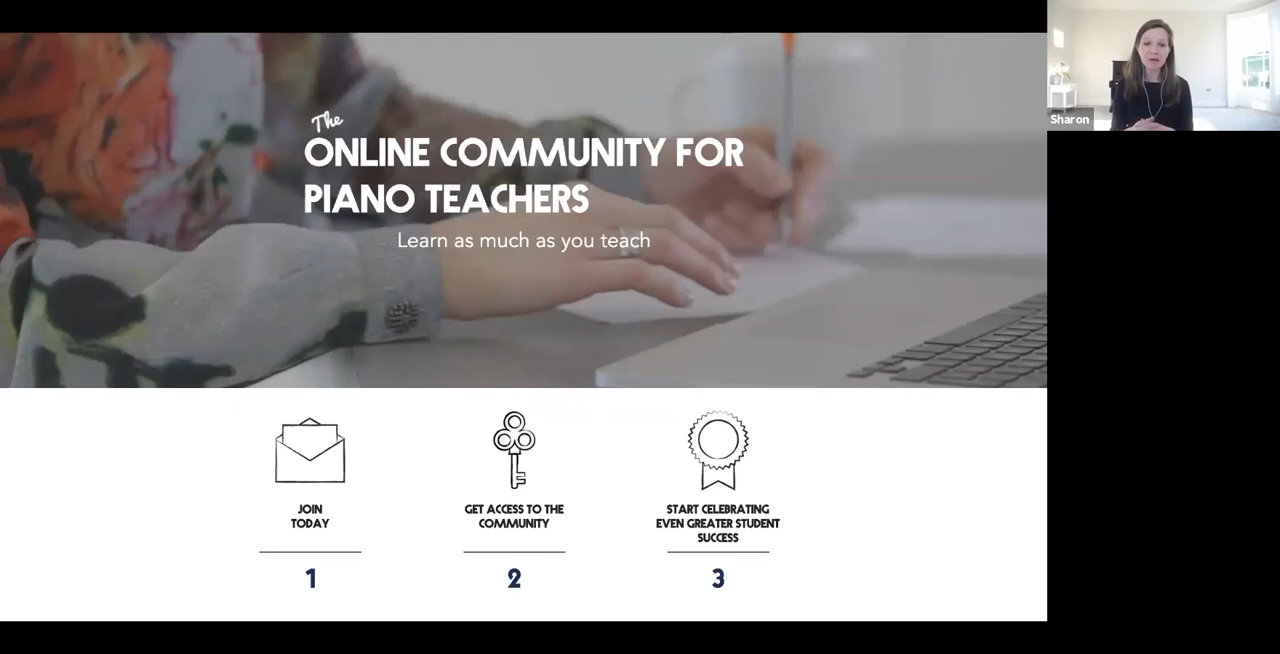 The
ONLINE COMMUNITY FOR
PIANO TEACHERS
Learn as much as you teach
Sharon
JOIN
TODAY
1
GET ACCESS TO THE
COMMUNITY
2
START CELEBRATING
EVEN GREATER STUDENT
SUCCESS
3